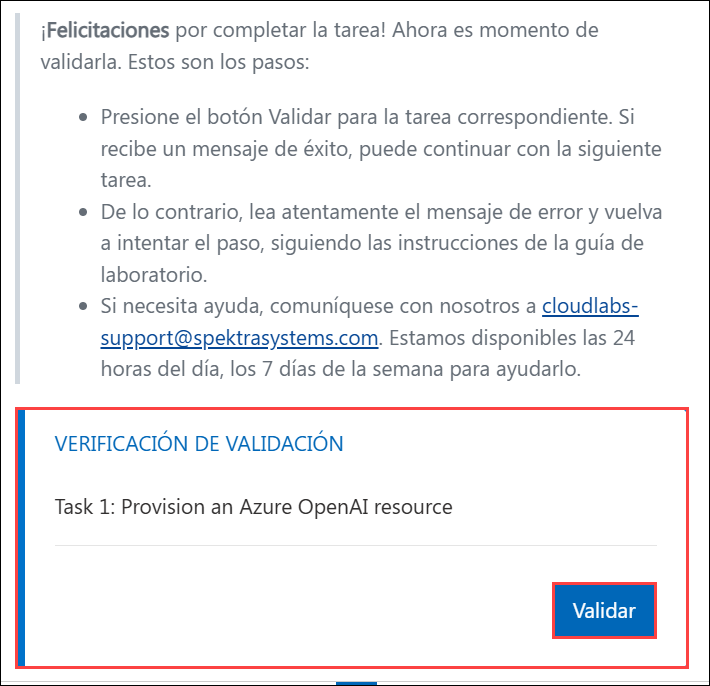 ¡Felicitaciones por completar la tarea! Ahora es momento de
validarla. Estos son los pasos:
Presione el botón Validar para la tarea correspondiente. Si
recibe un mensaje de éxito, puede continuar con la siguiente
tarea.
De lo contrario, lea atentamente el mensaje de error y vuelva
a intentar el paso, siguiendo las instrucciones de la guía de
laboratorio.
Si necesita ayuda, comuníquese con nosotros a cloudlabs-
support@spektrasystems.com. Estamos disponibles las 24
horas del día, los 7 días de la semana para ayudarlo.
VERIFICACIÓN DE VALIDACIÓN
Task 1: Provision an Azure OpenAI resource
Validar